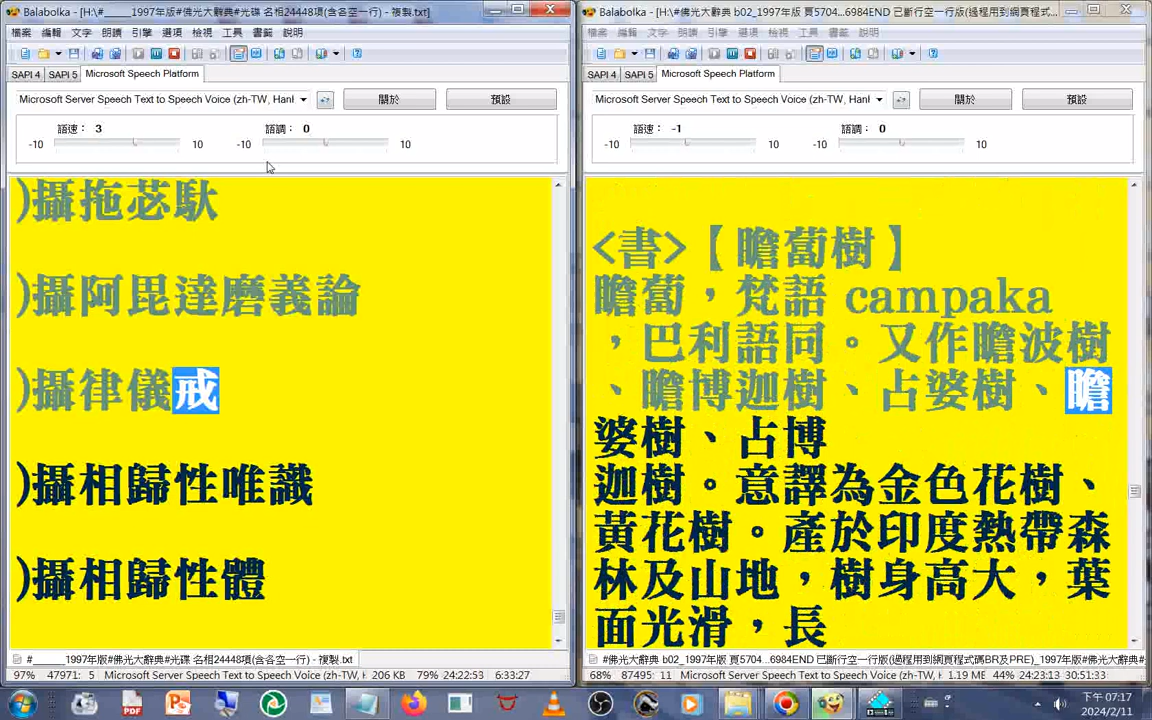 Balabolka - [H:\#_____1997年版#佛光大辭典#光碟 名相24448項(含各空一行) - 複製.txt]
檔案 編輯 文字 朗讀 引擎 選項 檢視 工具 書籤 說明
SAPI 4 SAPI 5 Microsoft Speech Platform
Microsoft Server Speech Text to Speech Voice (zh-TW, HanH
關於 預設
語速： 3 語調： 0
-10 10 -10 10
)攝拖苾馱
)攝阿毘達磨義論
)攝律儀戒
)攝相歸性唯識
)攝相歸性體
#_____1997年版#佛光大辭典#光碟 名相24448項(含各空一行) - 複製.txt
97% 47971: 5 Microsoft Server Speech Text to Speech Voice (zh-TW, H 206 KB 79% 24:22:53 6:33:27
Balabolka - [H:\#佛光大辭典 b02_1997年版 頁5704...6984END 已斷行空一行版(過程用到網頁程式...
檔案 編輯 文字 朗讀 引擎 選項 檢視 工具 書籤 說明
SAPI 4 SAPI 5 Microsoft Speech Platform
Microsoft Server Speech Text to Speech Voice (zh-TW, HanH
關於 預設
語速： -1 語調： 0
-10 10 -10 10
<書>【瞻蔔樹】
瞻蔔，梵語 campaka
，巴利語同。又作瞻波樹
、瞻博迦樹、占婆樹、瞻
婆樹、占博
迦樹。意譯為金色花樹、
黃花樹。產於印度熱帶森
林及山地，樹身高大，葉
面光滑，長
#佛光大辭典 b02_1997年版 頁5704...6984END 已斷行空一行版(過程用到網頁程式碼BR及PRE)_1997年版#
68% 87495: 11 Microsoft Server Speech Text to Speech Voice (zh-TW, H 1.19 ME 44% 24:23:13 30:51:33
下午 07:17
2024/2/11